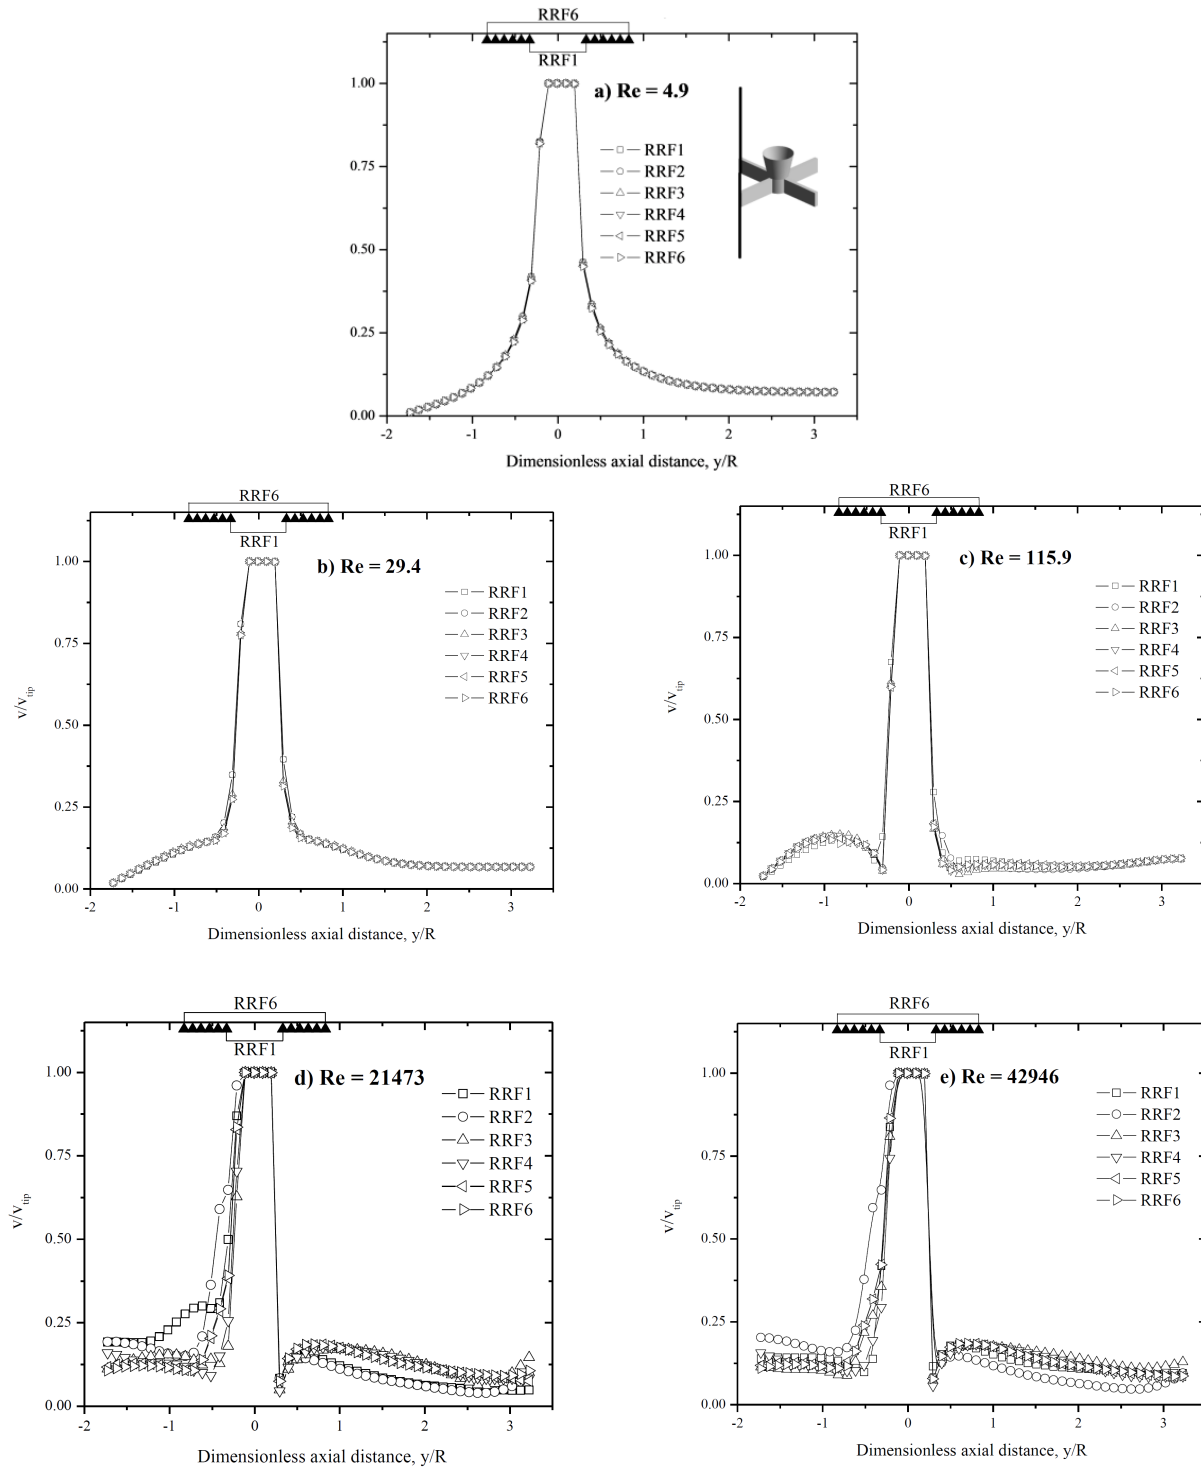 RRF6
RRF1
a) Re = 4.9
1.00
0.75
0.50
0.25
0.00
RRF1
RRF2
RRF3
RRF4
RRF5
RRF6
-2 -1 0 1 2 3
Dimensionless axial distance, y/R
RRF6
RRF1
b) Re = 29.4
1.00
0.75
0.50
0.25
0.00
v/vtip
RRF1
RRF2
RRF3
RRF4
RRF5
RRF6
-2 -1 0 1 2 3
Dimensionless axial distance, y/R
RRF6
RRF1
c) Re = 115.9
1.00
0.75
0.50
0.25
0.00
v/vtip
RRF1
RRF2
RRF3
RRF4
RRF5
RRF6
-2 -1 0 1 2 3
Dimensionless axial distance, y/R
RRF6
RRF1
d) Re = 21473
1.00
0.75
0.50
0.25
0.00
v/vtip
RRF1
RRF2
RRF3
RRF4
RRF5
RRF6
-2 -1 0 1 2 3
Dimensionless axial distance, y/R
RRF6
RRF1
e) Re = 42946
1.00
0.75
0.50
0.25
0.00
v/vtip
RRF1
RRF2
RRF3
RRF4
RRF5
RRF6
-2 -1 0 1 2 3
Dimensionless axial distance, y/R